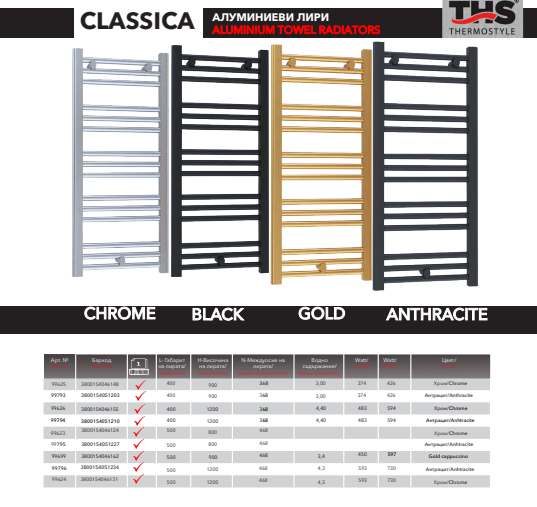 CLASSICA
АЛУМИНИЕВИ ЛИРИ
ALUMINIUM TOWEL RADIATORS
THS®
THERMOSTYLE
CHROME BLACK GOLD ANTHRACITE
Арт. № Баркод L- Габарит на лирата/ H-Височина на лирата/ N-Междуосие на лирата/ Водно съдържание/ Watt/ Watt/ Цвят/
99625 3800154046148 400 900 368 3,00 374 426 Хром/Chrome
99793 3800154051203 400 900 368 3,00 374 426 Антрацит/Anthracite
99626 3800154046155 400 1200 368 4,40 483 594 Хром/Chrome
99794 3800154051210 400 1200 368 4,40 483 594 Антрацит/Anthracite
99623 3800154046124 500 800 468 Хром/Chrome
99795 3800154051227 500 800 468 Антрацит/Anthracite
99699 3800154046162 500 900 468 3,4 450 597 Gold cappuccino
99796 3800154051234 500 1200 468 4,3 593 730 Антрацит/Anthracite
99624 3800154046131 500 1200 468 4,3 593 730 Хром/Chrome